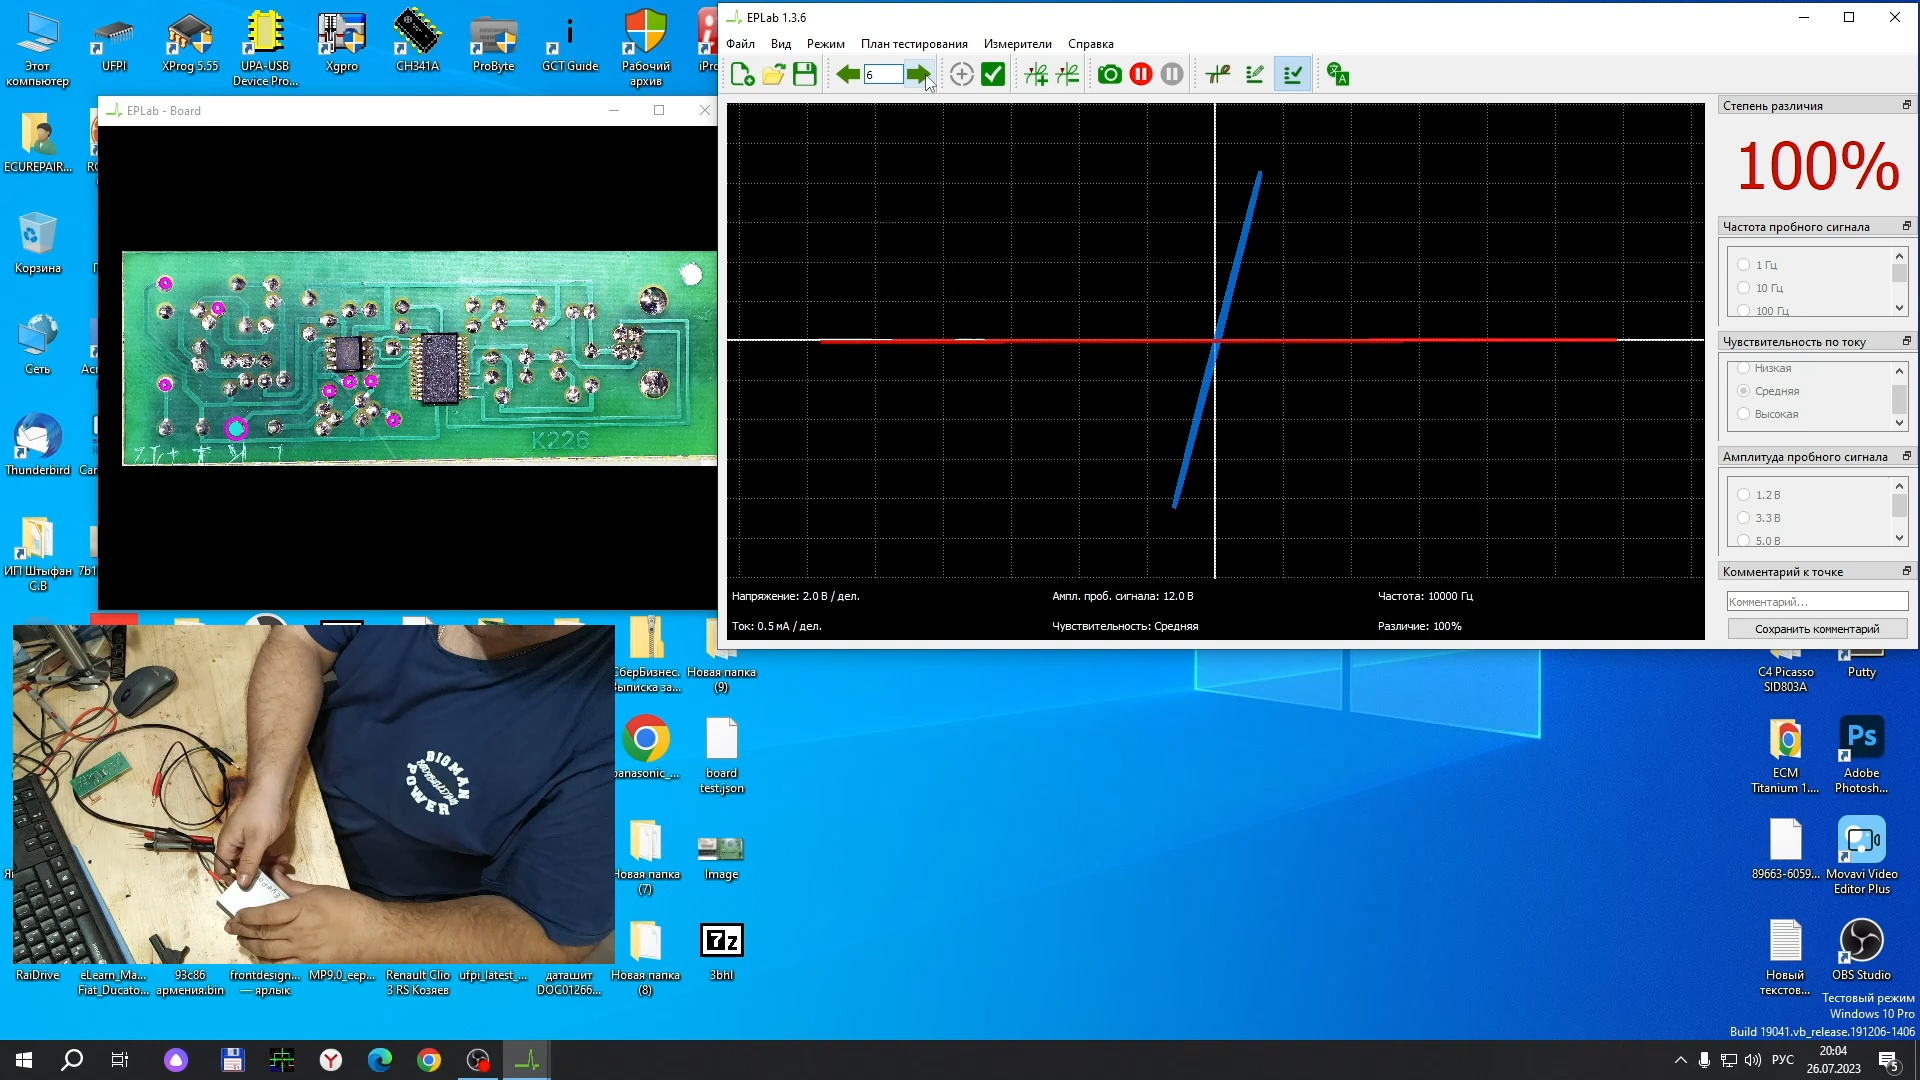 Этот
компьютер
UFPI
XProg 5.55
UPA-USB
Device Pro...
Xgpro
CH341A
ProByte
GCT Guide
Рабочий
архив
iPro
EPLab 1.3.6
Файл
Вид
Режим
План тестирования
Измерители
Справка
6
EPLab - Board
K226
Степень различия
100%
Частота пробного сигнала
1 Гц
10 Гц
100 Гц
Чувствительность по току
Низкая
Средняя
Высокая
Амплитуда пробного сигнала
1.2 В
3.3 В
5.0 В
Комментарий к точке
Комментарий...
Сохранить комментарий
Напряжение: 2.0 В / дел.
Ампл. проб. сигнала: 12.0 В
Частота: 10000 Гц
Ток: 0.5 мА / дел.
Чувствительность: Средняя
Различие: 100%
ECUREPAIR...
Корзина
Сеть
Thunderbird
Car
ИП Штыфан
С.В
7b1
СберБизнес.
Выписка за...
Новая папка
(9)
panasonic_...
board
test.json
Новая папка
(7)
Image
Новая папка
(8)
3bhl
BIGMAN
POWER
RaiDrive
eLearn_Ma...
Fiat_Ducato...
93c86
армения.bin
frontdesign...
— ярлык
MP9.0_eep...
Renault Clio
3 RS Козяев
ufpi_latest_...
даташит
DOC01266...
C4 Picasso
SID803A
Putty
ECM
Titanium 1....
Ps
Adobe
Photosh...
89663-6059...
Movavi Video
Editor Plus
Новый
текстов...
OBS Studio
Тестовый режим
Windows 10 Pro
Build 19041.vb_release.191206-1406
РУС
20:04
26.07.2023
5